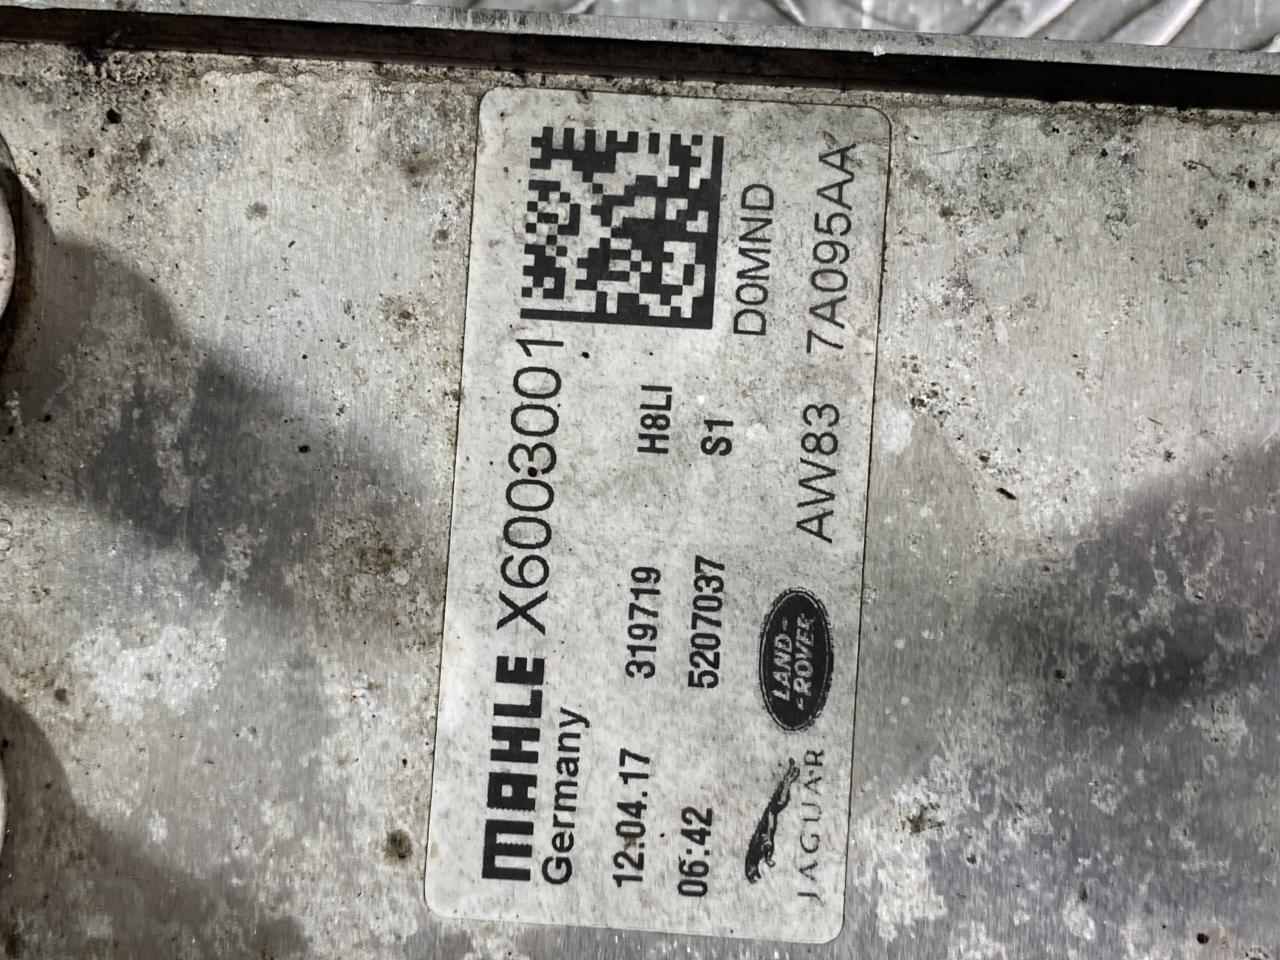 MAHLE X6003001
Germany
12.04.17 319719 H8LI
06:42 5207037 S1
DOMND
JAGUAR LAND-ROVER AW83 7A095AA